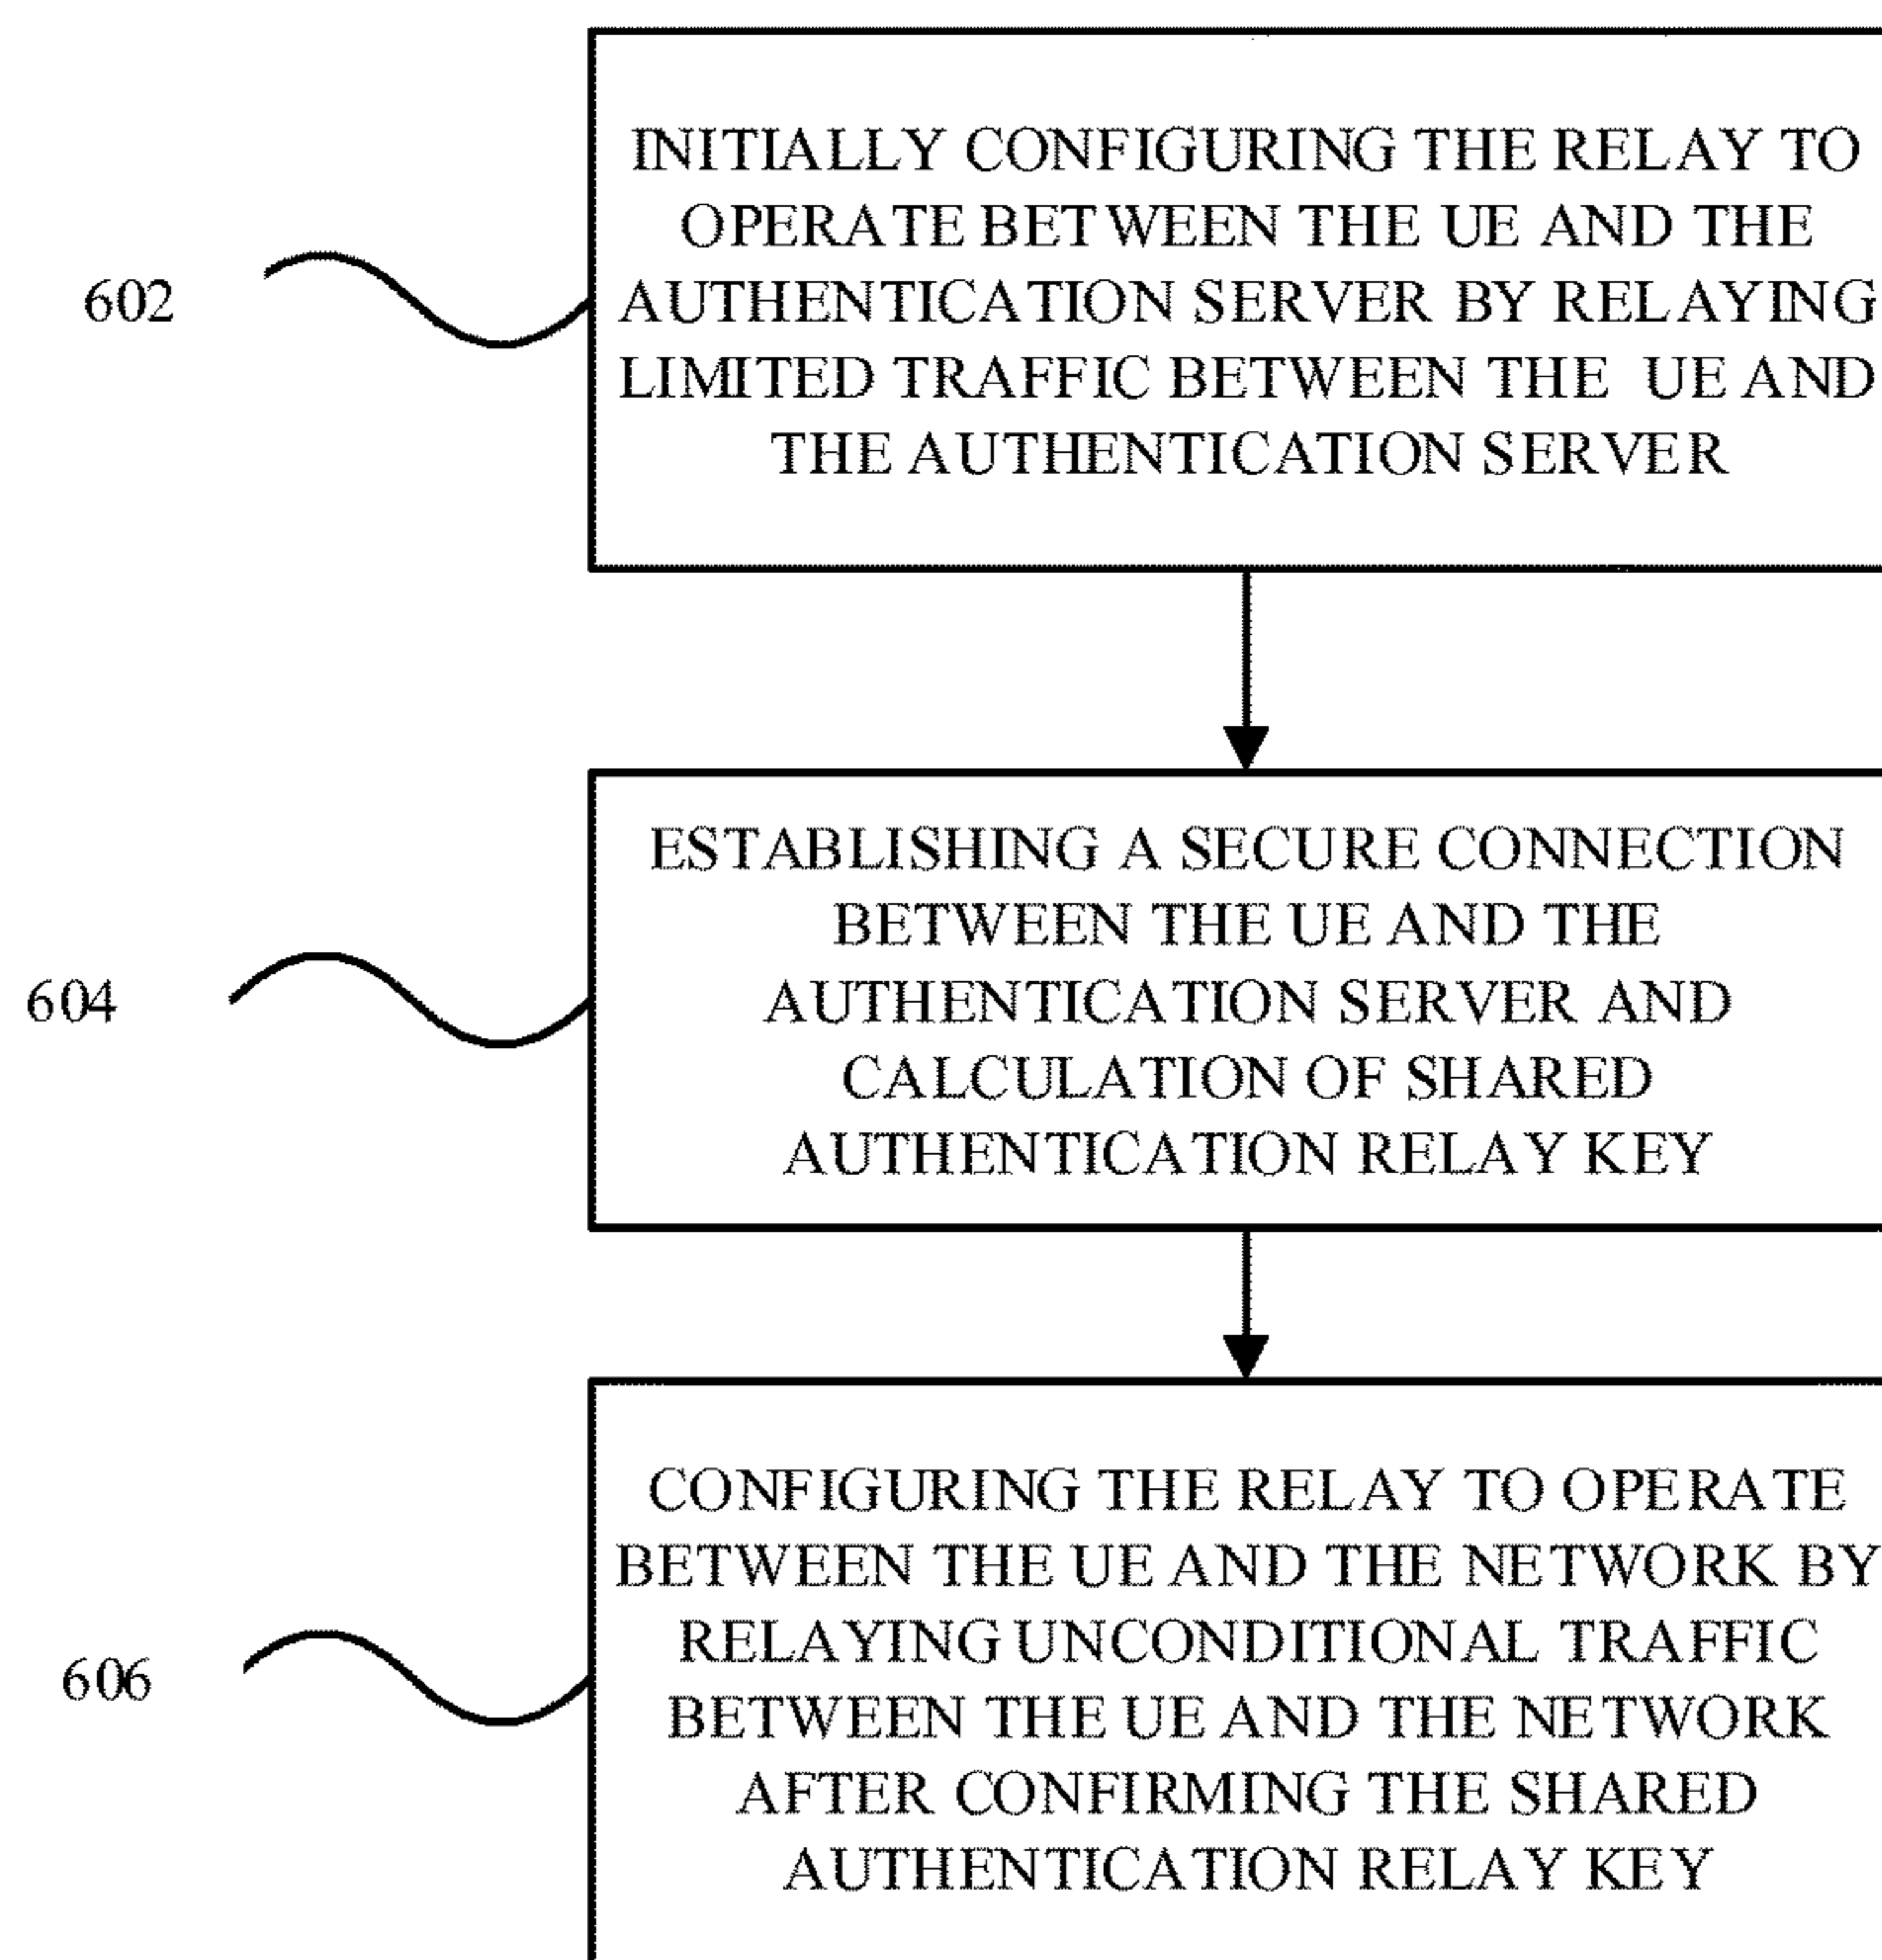 INITIALLY CONFIGURING THE RELAY TO
OPERATE BETWEEN THE UE AND THE
602
AUTHENTICATION SERVER BY RELAYING
LIMITED TRAFFIC BETWEEN THE UE AND
THE AUTHENTICATION SERVER
ESTABLISHING A SECURE CONNECTION
BETWEEN THE UE AND THE
604
AUTHENTICATION SERVER AND
CALCULATION OF SHARED
AUTHENTICATION RELAY KEY
CONFIGURING THE RELAY TO OPERATE
BETWEEN THE UE AND THE NETWORK BY
RELAYING UNCONDITIONAL TRAFFIC
606
BETWEEN THE UE AND THE NETWORK
AFTER CONFIRMING THE SHARED
AUTHENTICATION RELAY KEY